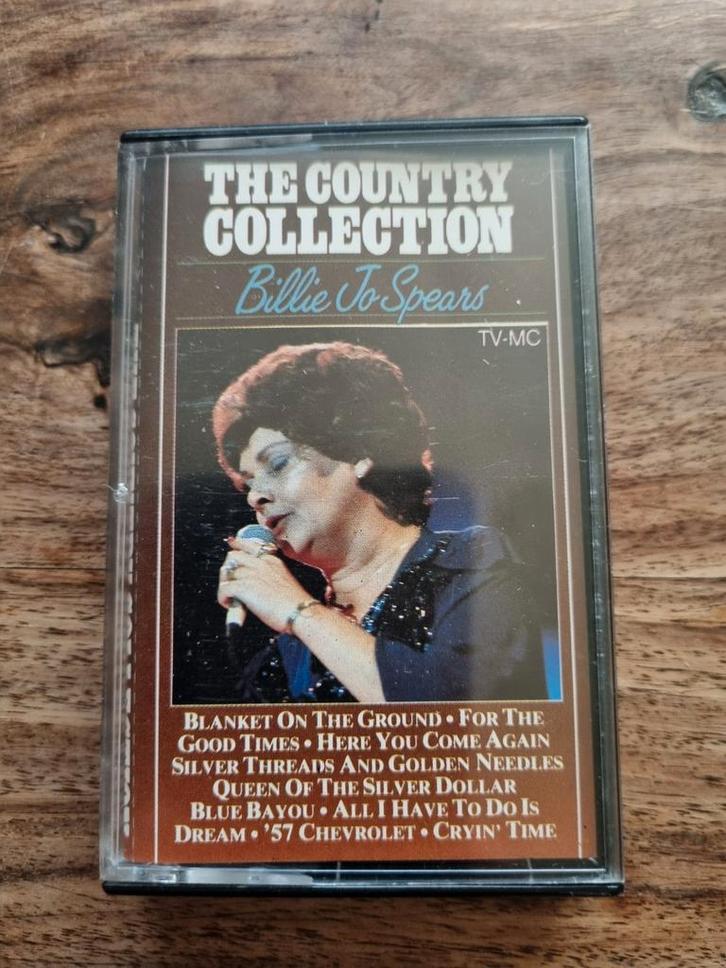 THE COUNTRY
COLLECTION
Billie Jo Spears
TV-MC
BLANKET ON THE GROUND • FOR THE
GOOD TIMES • HERE YOU COME AGAIN
SILVER THREADS AND GOLDEN NEEDLES
QUEEN OF THE SILVER DOLLAR
BLUE BAYOU • ALL I HAVE TO DO IS
DREAM • '57 CHEVROLET • CRYIN' TIME